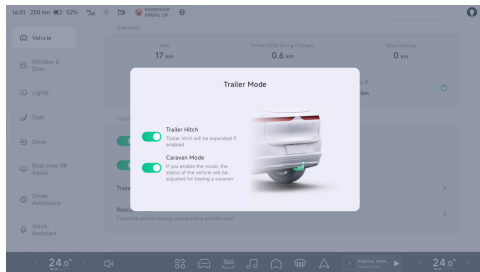 16:01 250 km 52%
PASSENGER
AIRBAG ON
Vehicle
Total
Driven After Being Charged
Since Startup
17 km
0.6 km
0 km
Window &
Door
Lights
km
Trailer Mode
Seat
Trailer Hitch
Trailer hitch will be expanded if
enabled
Drive
Caravan Mode
If you enable the mode, the
status of the vehicle will be
adjusted for towing a caravan
Real-time VR
Assist
Driver
Assistance
Voice
Assistant
24.0°
360
24.0°